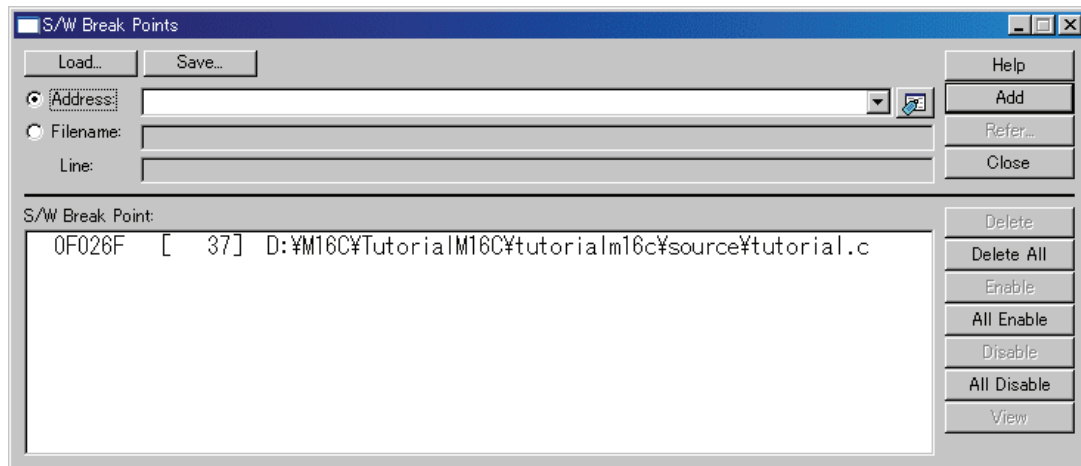 S/W Break Points
Load...
Save...
Help
Address:
Add
Filename:
Refer...
Line:
Close
S/W Break Point:
0F026F [ 37] D:¥M16C¥TutorialM16C¥tutorialm16c¥source¥tutorial.c
Delete
Delete All
Enable
All Enable
Disable
All Disable
View